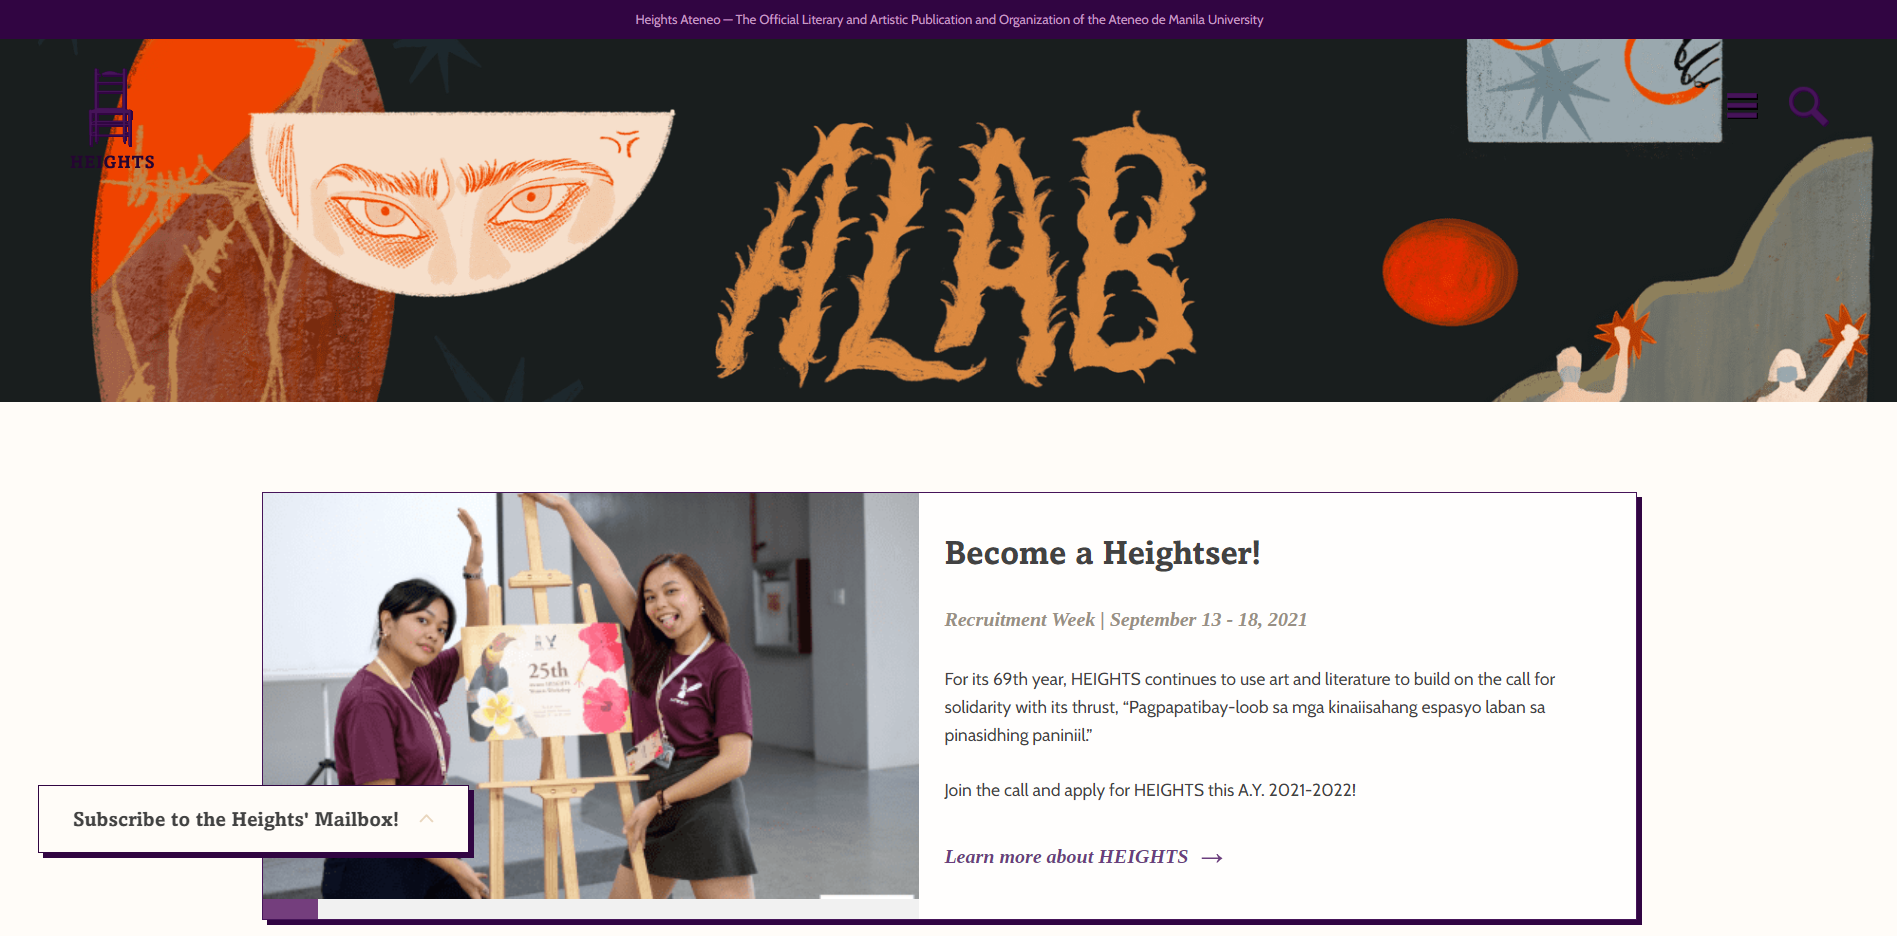 Heights Ateneo — The Official Literary and Artistic Publication and Organization of the Ateneo de Manila University
HEIGHTS
ALAB
Become a Heightser!
Recruitment Week | September 13 - 18, 2021
25th
For its 69th year, HEIGHTS continues to use art and literature to build on the call for
solidarity with its thrust, “Pagpapatibay-loob sa mga kinaiisahang espasyo laban sa
pinasidhing paniniil.”
Join the call and apply for HEIGHTS this A.Y. 2021-2022!
Subscribe to the Heights' Mailbox!
Learn more about HEIGHTS →